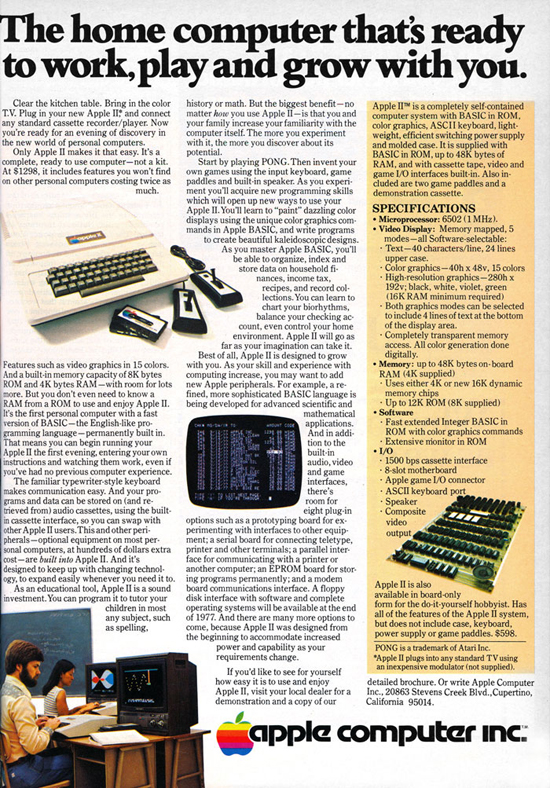 The home computer that's ready
to work, play and grow with you.
Clear the kitchen table. Bring in the color
T.V. Plug in your new Apple II,* and connect
any standard cassette recorder/player. Now
you're ready for an evening of discovery in
the new world of personal computers.
Only Apple II makes it that easy. It's a
complete, ready to use computer—not a kit.
At $1298, it includes features you won't find
on other personal computers costing twice as
much.
Features such as video graphics in 15 colors.
And a built-in memory capacity of 8K bytes
ROM and 4K bytes RAM—with room for lots
more. But you don't even need to know a
RAM from a ROM to use and enjoy Apple II.
It's the first personal computer with a fast
version of BASIC—the English-like pro-
gramming language—permanently built in.
That means you can begin running your
Apple II the first evening, entering your own
instructions and watching them work, even if
you've had no previous computer experience.
The familiar typewriter-style keyboard
makes communication easy. And your pro-
grams and data can be stored on (and re-
trieved from) audio cassettes, using the built-
in cassette interface, so you can swap with
other Apple II users. This and other peri-
pherals—optional equipment on most per-
sonal computers, at hundreds of dollars extra
cost—are built into Apple II. And it's
designed to keep up with changing technol-
ogy, to expand easily whenever you need it to.
As an educational tool, Apple II is a sound
investment. You can program it to tutor your
children in most
any subject, such
as spelling,
history or math. But the biggest benefit—no
matter how you use Apple II—is that you and
your family increase your familiarity with the
computer itself. The more you experiment
with it, the more you discover about its
potential.
Start by playing PONG. Then invent your
own games using the input keyboard, game
paddles and built-in speaker. As you experi-
ment you'll acquire new programming skills
which will open up new ways to use your
Apple II. You'll learn to "paint" dazzling color
displays using the unique color graphics com-
mands in Apple BASIC, and write programs
to create beautiful kaleidoscopic designs.
As you master Apple BASIC, you'll
be able to organize, index and
store data on household fi-
nances, income tax,
recipes, and record col-
lections. You can learn to
chart your biorhythms,
balance your checking ac-
count, even control your home
environment. Apple II will go as
far as your imagination can take it.
Best of all, Apple II is designed to grow
with you. As your skill and experience with
computing increase, you may want to add
new Apple peripherals. For example, a re-
fined, more sophisticated BASIC language is
being developed for advanced scientific and
mathematical
applications.
And in addi-
tion to the
built-in
audio, video
and game
interfaces,
there's
room for
eight plug-in
options such as a prototyping board for ex-
perimenting with interfaces to other equip-
ment; a serial board for connecting teletype,
printer and other terminals; a parallel inter-
face for communicating with a printer or
another computer; an EPROM board for stor-
ing programs permanently; and a modem
board communications interface. A floppy
disk interface with software and complete
operating systems will be available at the end
of 1977. And there are many more options to
come, because Apple II was designed from
the beginning to accommodate increased
power and capability as your
requirements change.
If you'd like to see for yourself
how easy it is to use and enjoy
Apple II, visit your local dealer for a
demonstration and a copy of our
Apple II™ is a completely self-contained
computer system with BASIC in ROM,
color graphics, ASCII keyboard, light-
weight, efficient switching power supply
and molded case. It is supplied with
BASIC in ROM, up to 48K bytes of
RAM, and with cassette tape, video and
game I/O interfaces built-in. Also in-
cluded are two game paddles and a
demonstration cassette.
SPECIFICATIONS
• Microprocessor: 6502 (1 MHz).
• Video Display: Memory mapped, 5
modes—all Software-selectable:
· Text—40 characters/line, 24 lines
upper case.
· Color graphics—40h x 48v, 15 colors
· High-resolution graphics—280h x
192v; black, white, violet, green
(16K RAM minimum required)
· Both graphics modes can be selected
to include 4 lines of text at the bottom
of the display area.
· Completely transparent memory
access. All color generation done
digitally.
• Memory: up to 48K bytes on-board
RAM (4K supplied)
· Uses either 4K or new 16K dynamic
memory chips
· Up to 12K ROM (8K supplied)
• Software
· Fast extended Integer BASIC in
ROM with color graphics commands
· Extensive monitor in ROM
• I/O
· 1500 bps cassette interface
· 8-slot motherboard
· Apple game I/O connector
· ASCII keyboard port
· Speaker
· Composite
video
output
Apple II is also
available in board-only
form for the do-it-yourself hobbyist. Has
all of the features of the Apple II system,
but does not include case, keyboard,
power supply or game paddles. $598.
PONG is a trademark of Atari Inc.
*Apple II plugs into any standard TV using
an inexpensive modulator (not supplied).
detailed brochure. Or write Apple Computer
Inc., 20863 Stevens Creek Blvd., Cupertino,
California 95014.
apple computer inc.™